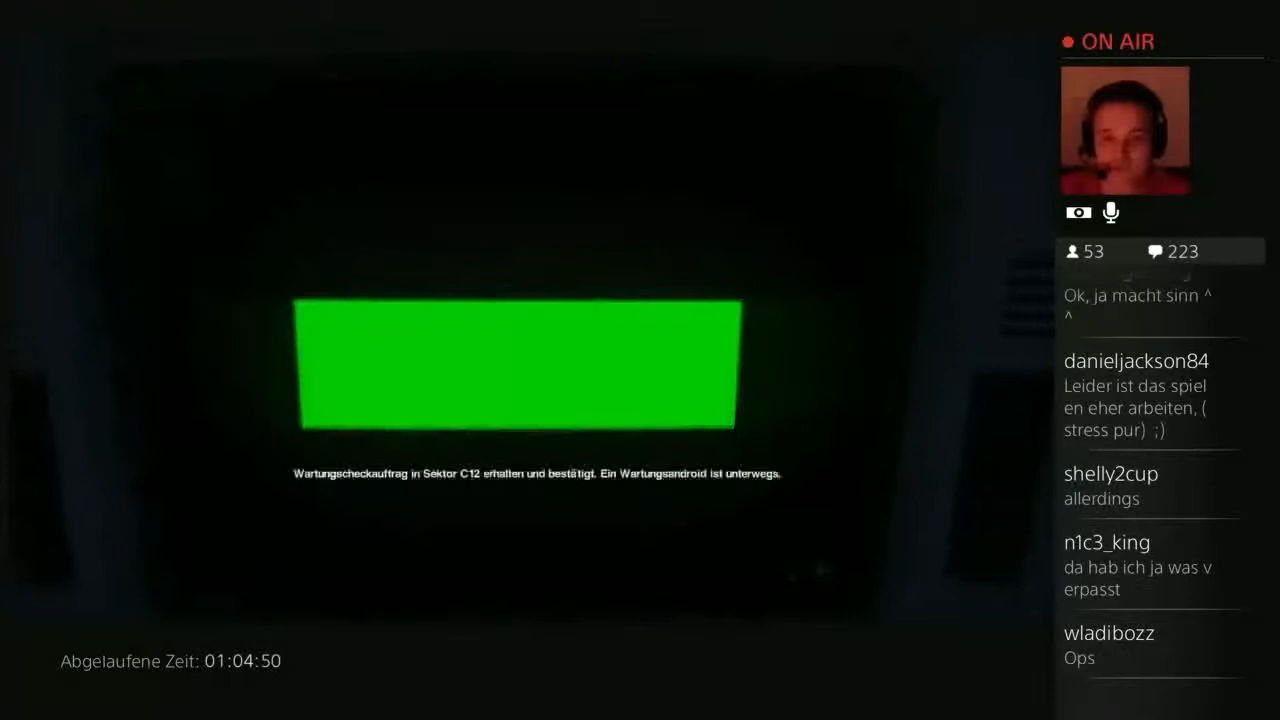 ON AIR
53 223
Ok, ja macht sinn ^
^
danieljackson84
Leider ist das spiel
en eher arbeiten, (
stress pur) ;)
shelly2cup
allerdings
n1c3_king
da hab ich ja was v
erpasst
wladibozz
Ops
Wartungscheckauftrag in Sektor C12 erhalten und bestätigt. Ein Wartungsandroid ist unterwegs.
Abgelaufene Zeit: 01:04:50